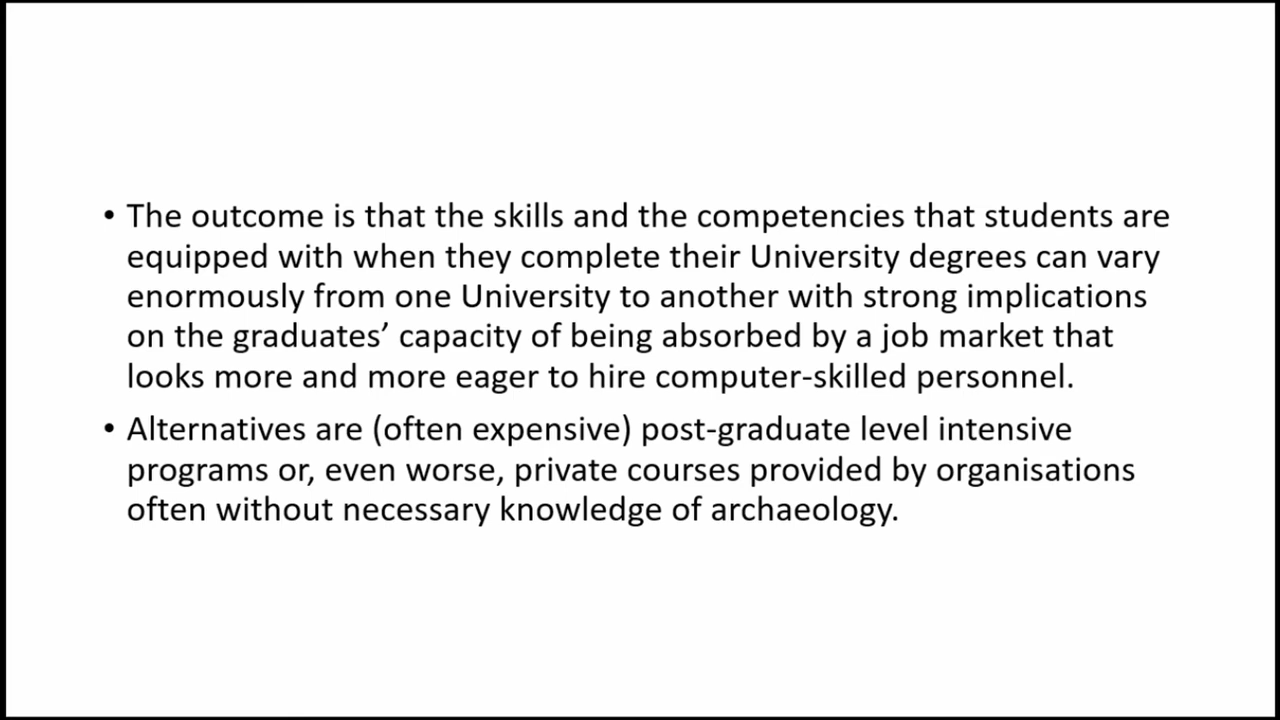 • The outcome is that the skills and the competencies that students are
equipped with when they complete their University degrees can vary
enormously from one University to another with strong implications
on the graduates’ capacity of being absorbed by a job market that
looks more and more eager to hire computer-skilled personnel.
• Alternatives are (often expensive) post-graduate level intensive
programs or, even worse, private courses provided by organisations
often without necessary knowledge of archaeology.